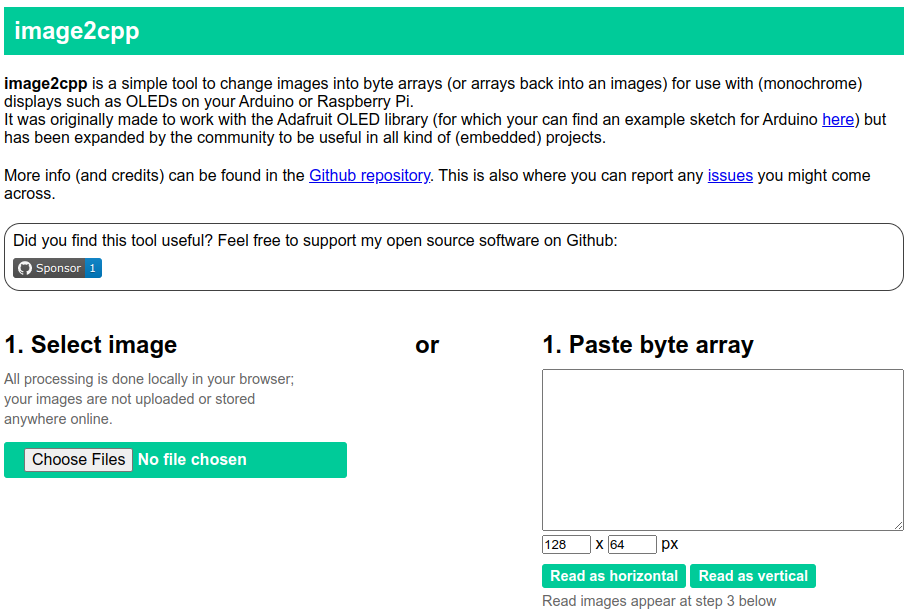 image2cpp
image2cpp is a simple tool to change images into byte arrays (or arrays back into an images) for use with (monochrome)
displays such as OLEDs on your Arduino or Raspberry Pi.
It was originally made to work with the Adafruit OLED library (for which your can find an example sketch for Arduino here) but
has been expanded by the community to be useful in all kind of (embedded) projects.
More info (and credits) can be found in the Github repository. This is also where you can report any issues you might come
across.
Did you find this tool useful? Feel free to support my open source software on Github:
Sponsor 1
1. Select image
All processing is done locally in your browser;
your images are not uploaded or stored
anywhere online.
Choose Files No file chosen
or
1. Paste byte array
128 x 64 px
Read as horizontal Read as vertical
Read images appear at step 3 below